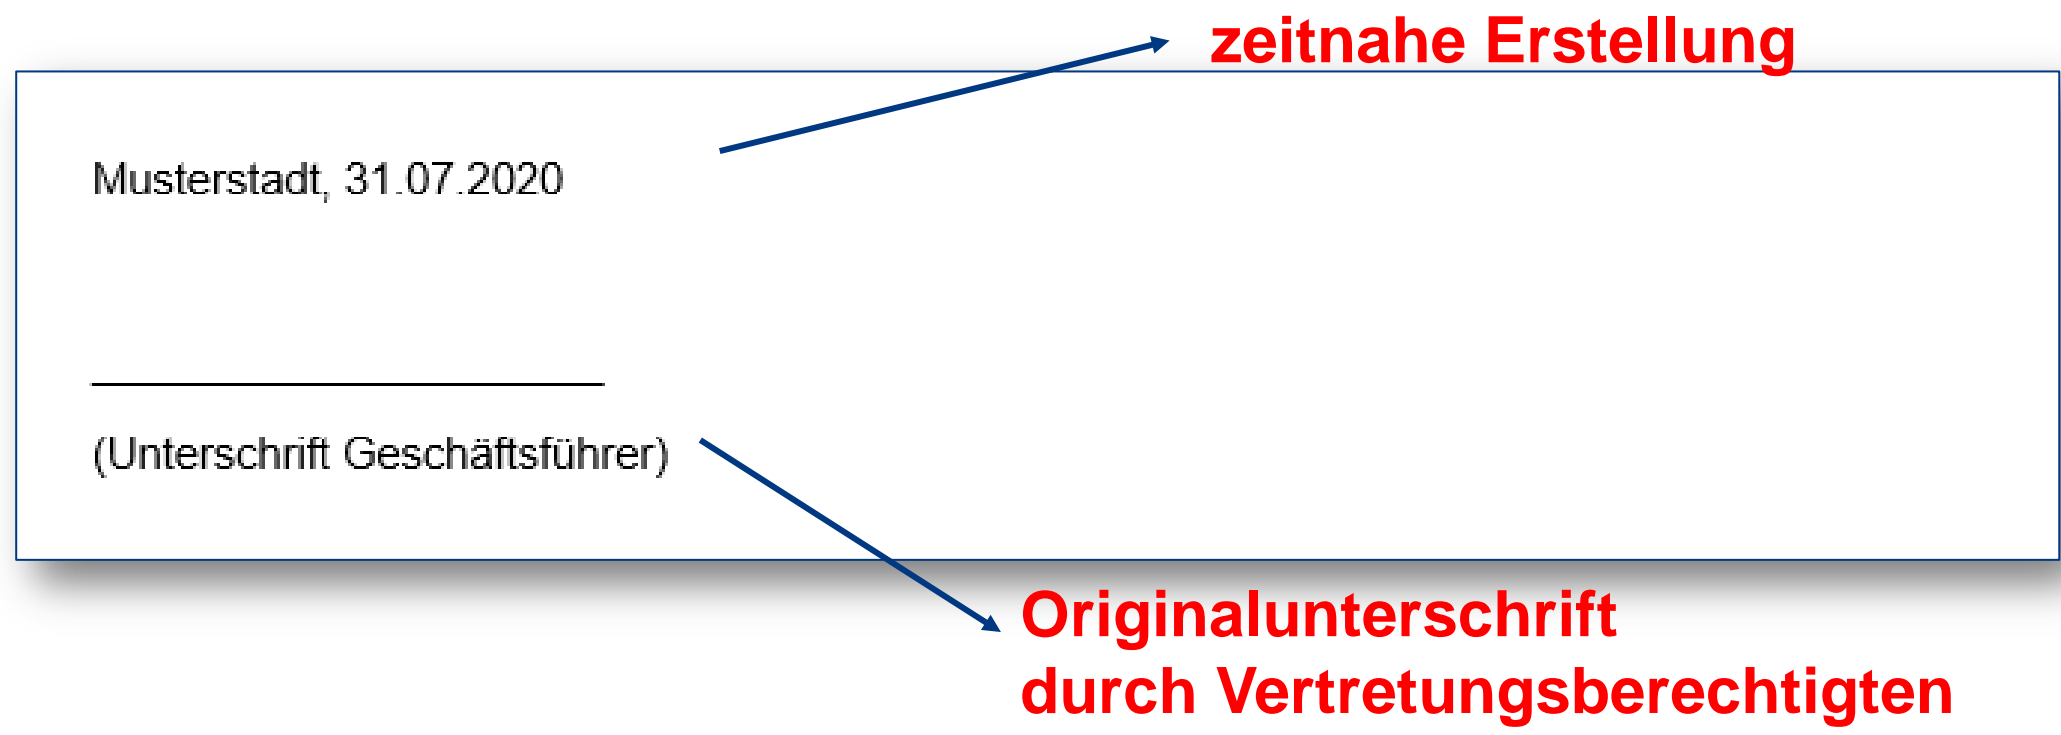 zeitnahe Erstellung
Musterstadt, 31.07.2020
(Unterschrift Geschäftsführer)
Originalunterschrift
durch Vertretungsberechtigten